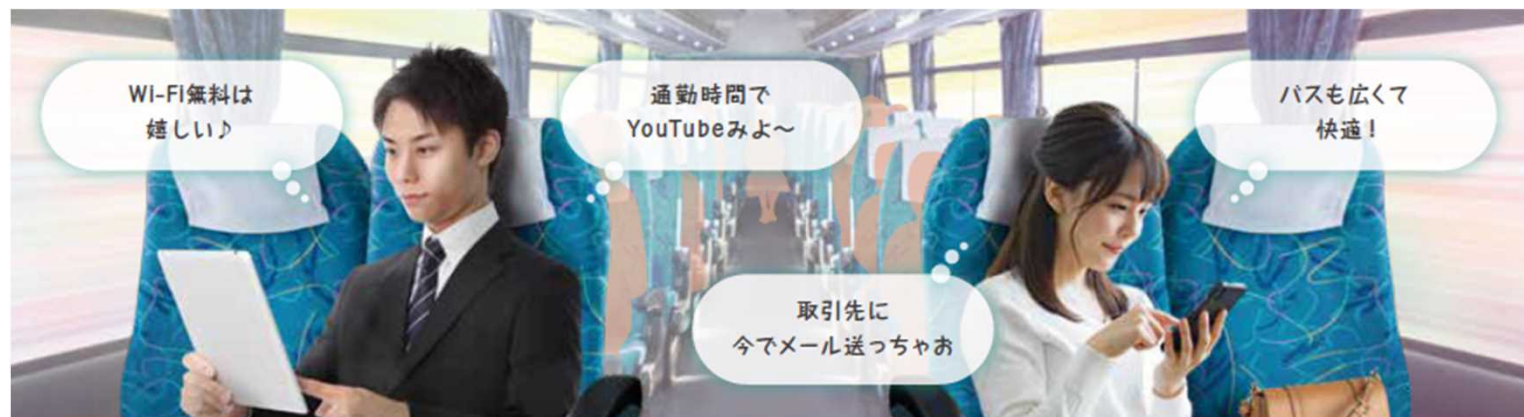 Wi-Fi無料は
嬉しい♪
通勤時間で
YouTubeみよ～
バスも広くて
快適！
取引先に
今でメール送っちゃお